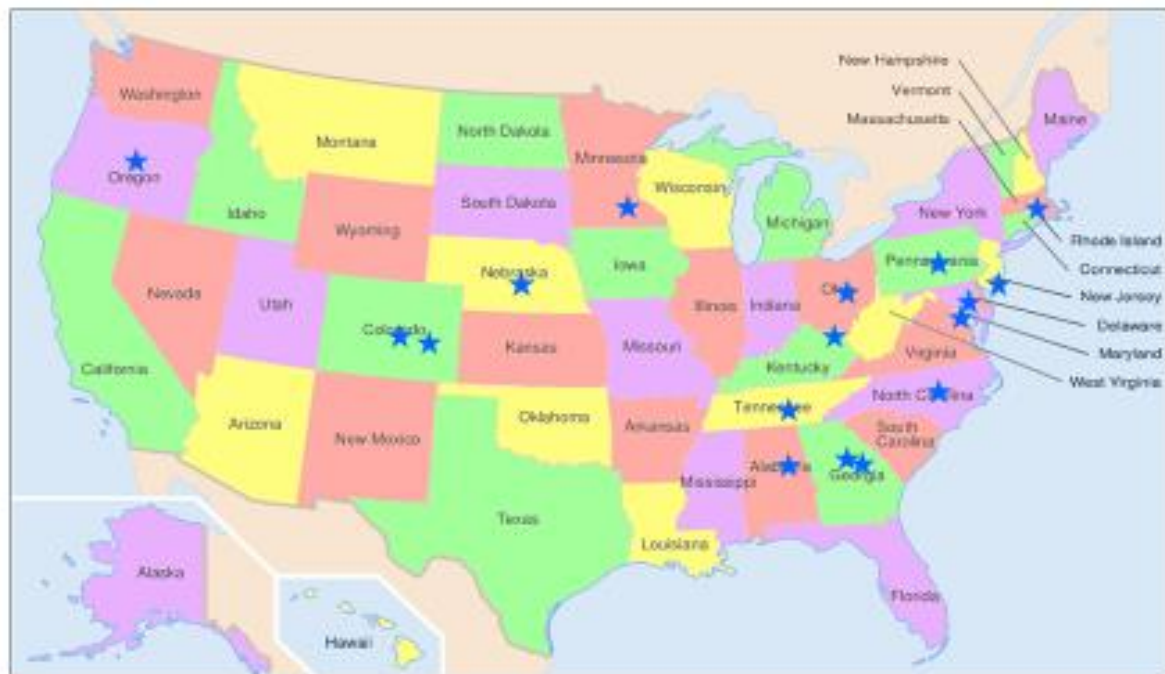 New Hampshire
Vermont
Massachusetts
Maine
Washington
Montana
North Dakota
Minnesota
Oregon
Idaho
South Dakota
Wisconsin
Michigan
New York
Wyoming
Rhode Island
Nebraska
Iowa
Pennsylvania
Connecticut
Nevada
Utah
Colorado
Illinois
Indiana
Ohio
New Jersey
Delaware
California
Kansas
Missouri
Kentucky
Virginia
Maryland
West Virginia
Arizona
New Mexico
Oklahoma
Arkansas
Tennessee
North Carolina
South
Carolina
Texas
Mississippi
Alabama
Georgia
Louisiana
Alaska
Hawaii
Florida